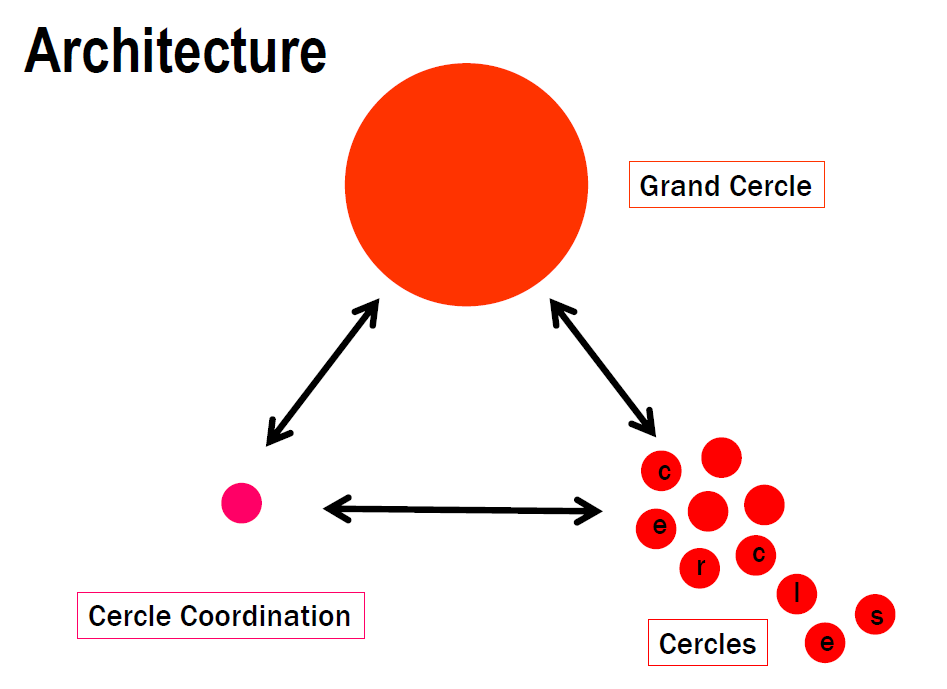 Architecture
Grand Cercle
c
e
r
c
l
e
s
Cercle Coordination
Cercles